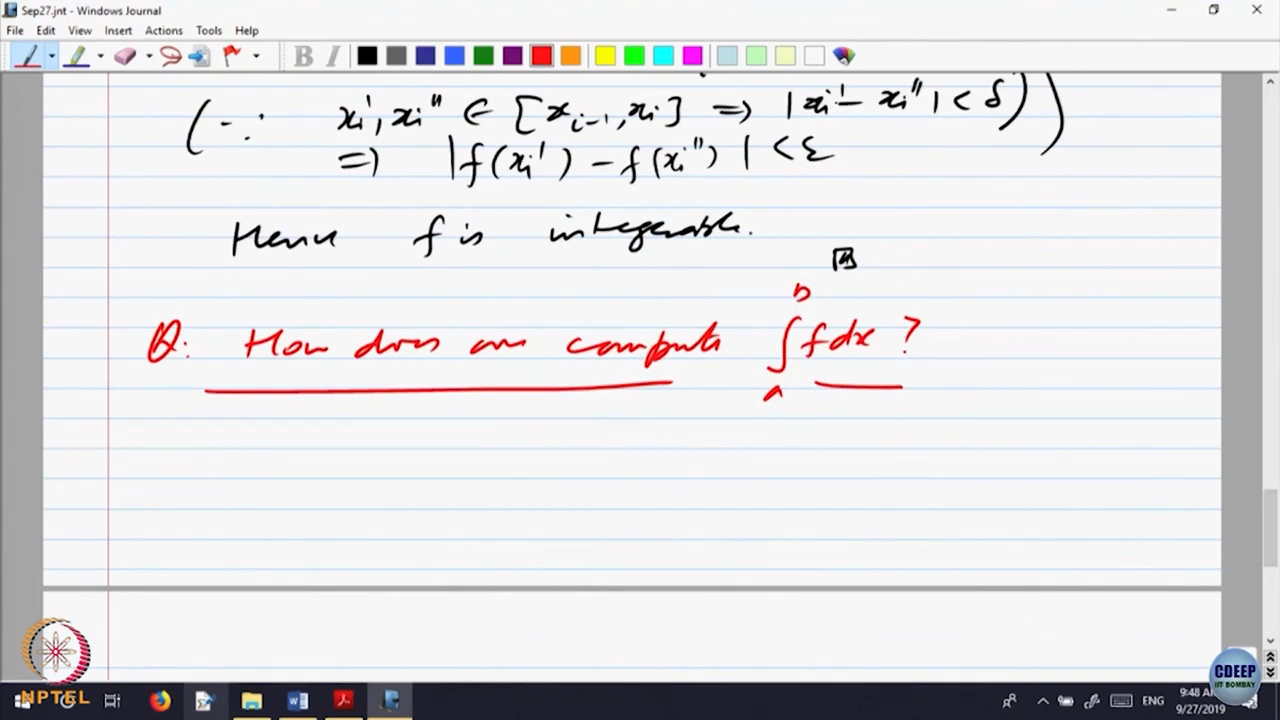 Sep27.jnt - Windows Journal
File Edit View Insert Actions Tools Help
(∵ xi', xi'' ∈ [x_{i-1}, xi] => |xi' - xi''| < δ))
=> |f(xi') - f(xi'')| < ε
Hence f is integrable.
Q: How does one compute ∫_a^b f dx ?
NPTEL
CDEEP
IIT BOMBAY
ENG
9:48 AM
9/27/2019